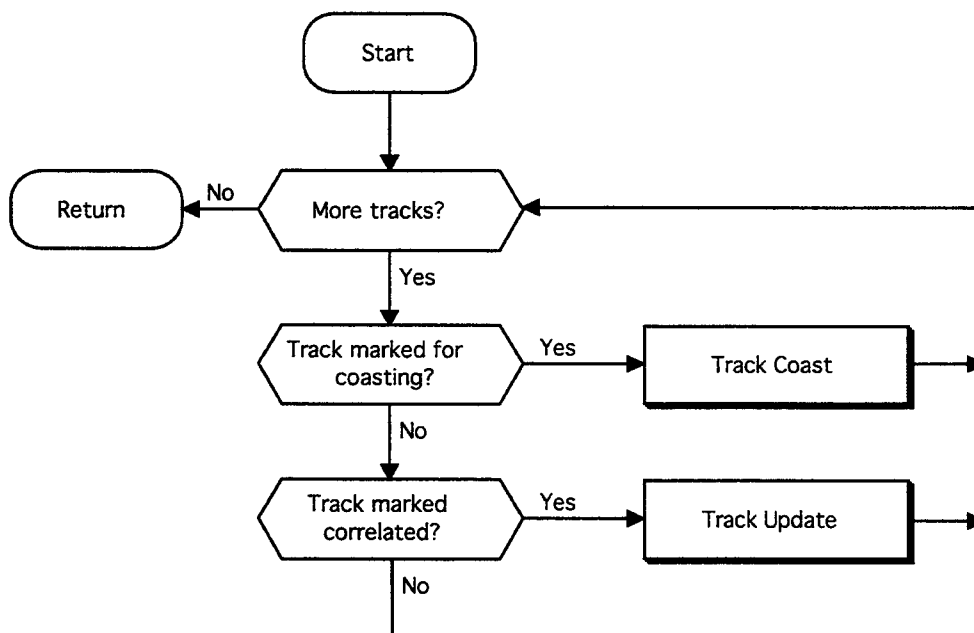 Start
No
Return
More tracks?
Yes
Track marked for
coasting?
Yes
Track Coast
No
Track marked
correlated?
Yes
Track Update
No